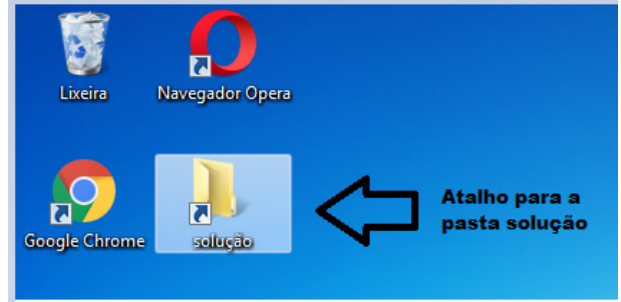 Lixeira
Navegador Opera
Google Chrome
solução
Atalho para a
pasta solução